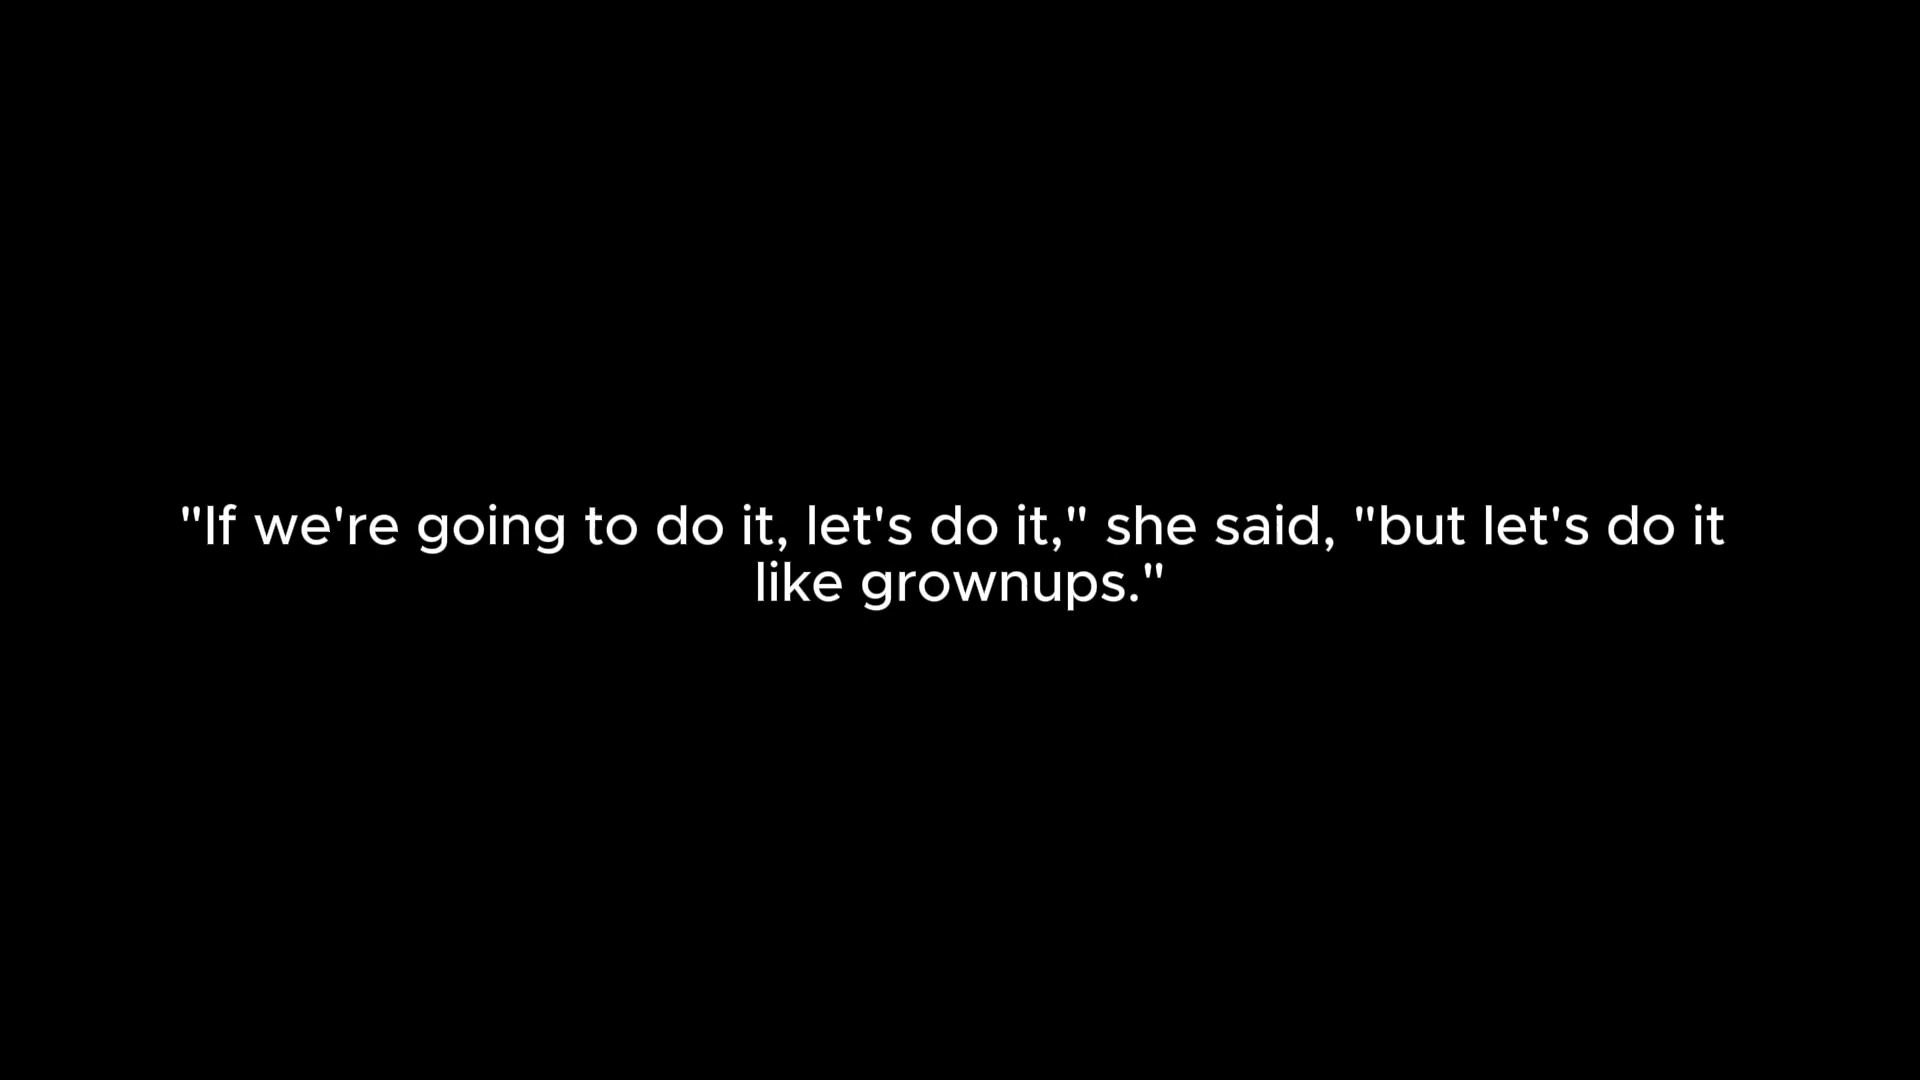 "If we're going to do it, let's do it," she said, "but let's do it
like grownups."